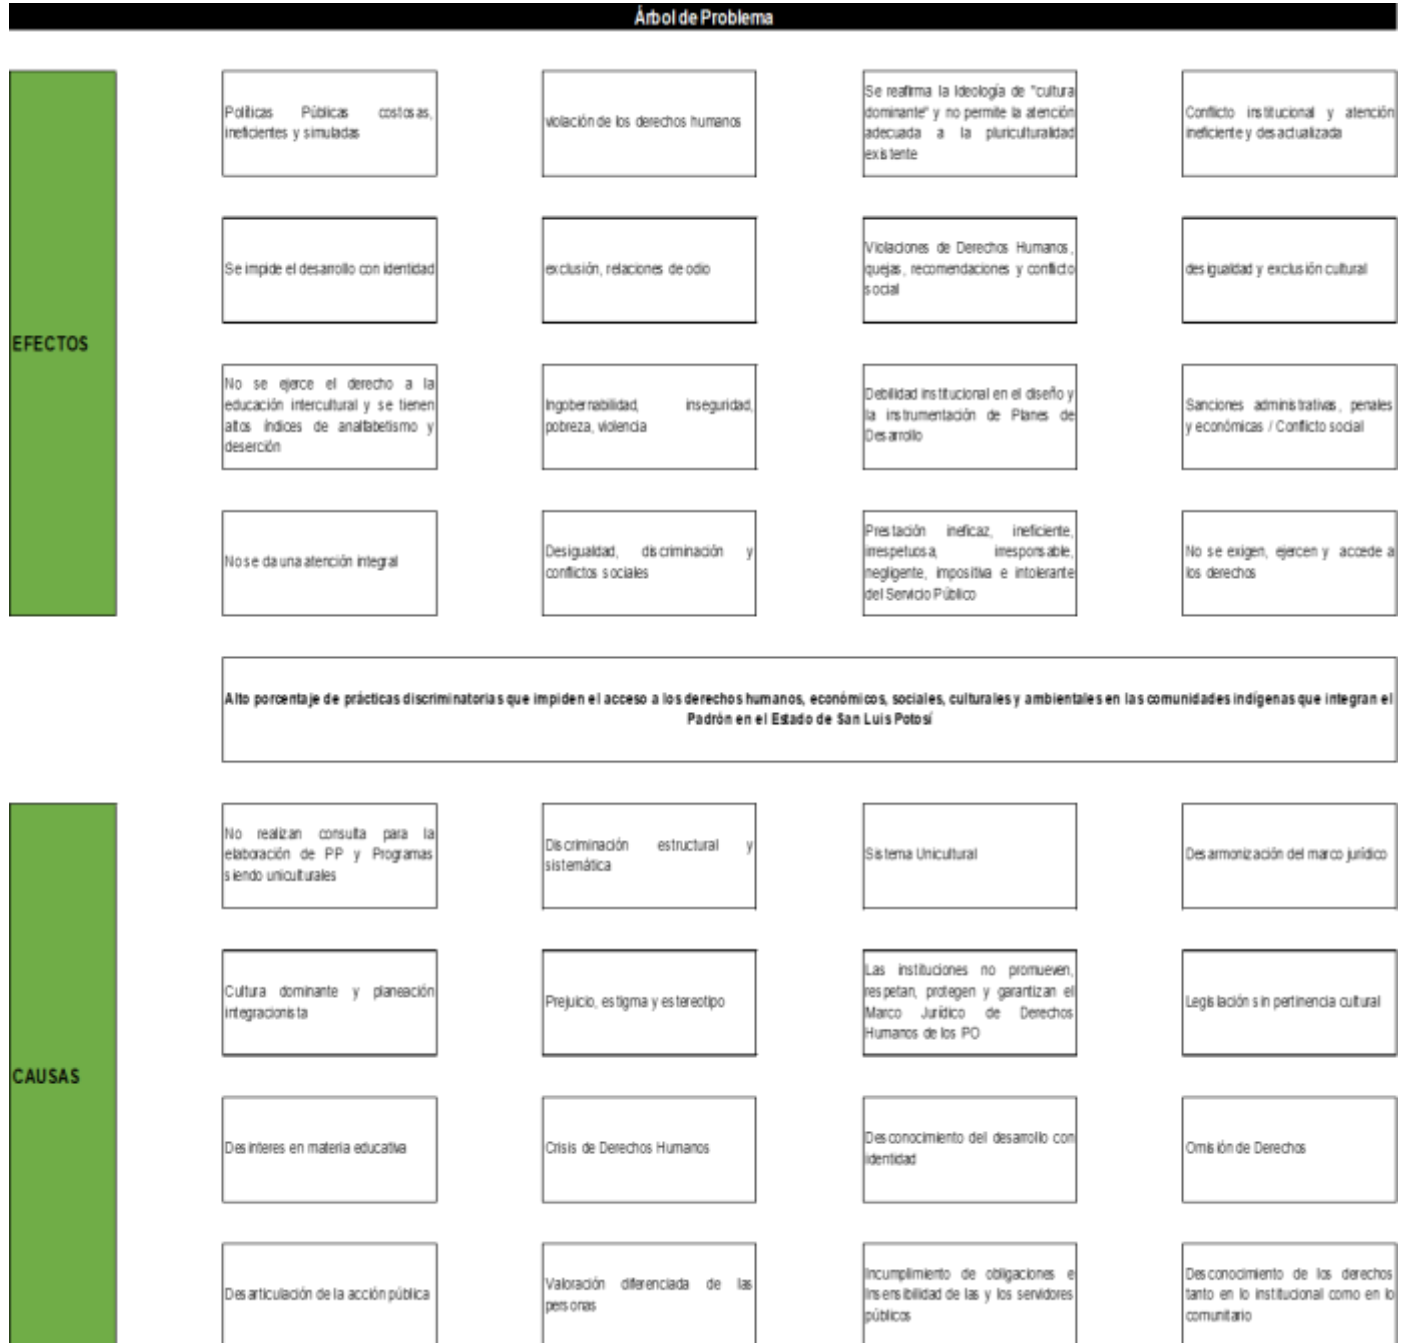 Árbol de Problema
Políticas Públicas costosas,
ineficientes y simuladas
violación de los derechos humanos
Se reafirma la Ideología de "cultura
dominante" y no permite la atención
adecuada a la pluriculturalidad
existente
Conflicto institucional y atención
ineficiente y desactualizada
Se impide el desarrollo con identidad
exclusión, relaciones de odio
Violaciones de Derechos Humanos,
quejas, recomendaciones y conflicto
social
desigualdad y exclusión cultural
EFECTOS
No se ejerce el derecho a la
educación intercultural y se tienen
altos índices de analfabetismo y
deserción
Ingobernabilidad, inseguridad,
pobreza, violencia
Debilidad institucional en el diseño y
la instrumentación de Planes de
Desarrollo
Sanciones administrativas, penales
y económicas / Conflicto social
No se da una atención integral
Desigualdad, discriminación y
conflictos sociales
Prestación ineficaz, ineficiente,
irrespetuosa, irresponsable,
negligente, impositiva e intolerante
del Servicio Público
No se exigen, ejercen y accede a
los derechos
Alto porcentaje de prácticas discriminatorias que impiden el acceso a los derechos humanos, económicos, sociales, culturales y ambientales en las comunidades indígenas que integran el
Padrón en el Estado de San Luis Potosí
No realizan consulta para la
elaboración de PP y Programas
siendo uniculturales
Discriminación estructural y
sistemática
Sistema Unicultural
Desarmonización del marco jurídico
Cultura dominante y planeación
integracionista
Prejuicio, estigma y estereotipo
Las instituciones no promueven,
respetan, protegen y garantizan el
Marco Jurídico de Derechos
Humanos de los PO
Legislación sin pertinencia cultural
CAUSAS
Desinteres en materia educativa
Crisis de Derechos Humanos
Desconocimiento del desarrollo con
identidad
Omisión de Derechos
Desarticulación de la acción pública
Valoración diferenciada de las
personas
Incumplimiento de obligaciones e
Insensibilidad de las y los servidores
públicos
Desconocimiento de los derechos
tanto en lo institucional como en lo
comunitario